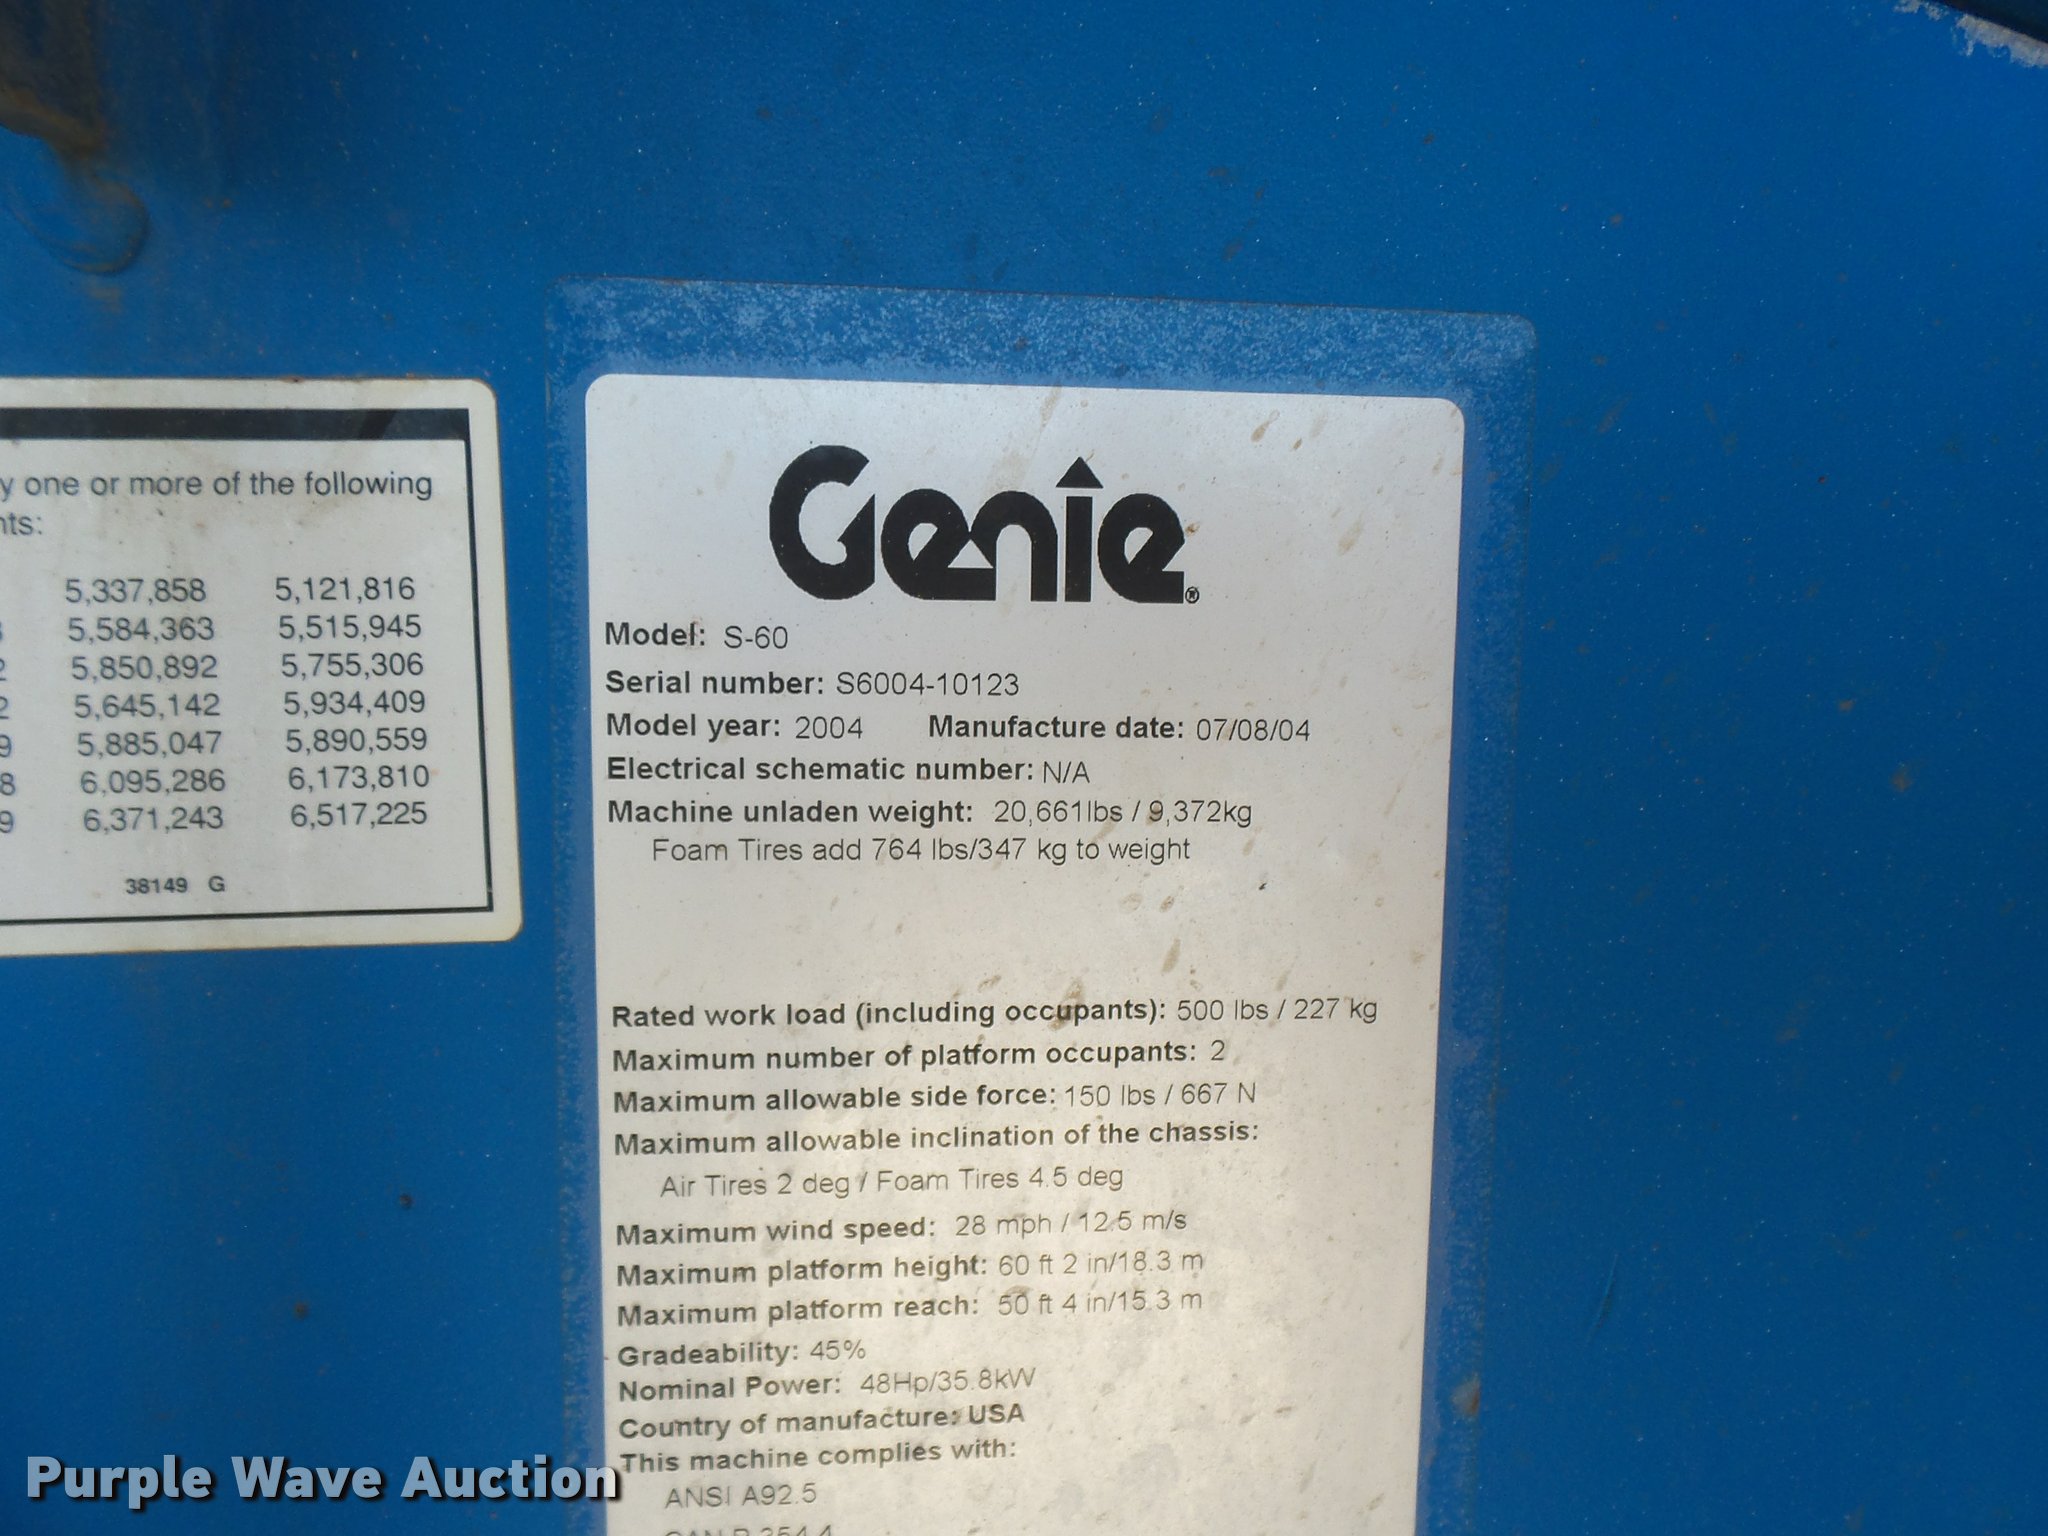 y one or more of the following
nts:
5,337,858 5,121,816
5,584,363 5,515,945
2 5,850,892 5,755,306
2 5,645,142 5,934,409
9 5,885,047 5,890,559
8 6,095,286 6,173,810
9 6,371,243 6,517,225
38149 G
Genie®
Model: S-60
Serial number: S6004-10123
Model year: 2004 Manufacture date: 07/08/04
Electrical schematic number: N/A
Machine unladen weight: 20,661lbs / 9,372kg
Foam Tires add 764 lbs/347 kg to weight
Rated work load (including occupants): 500 lbs / 227 kg
Maximum number of platform occupants: 2
Maximum allowable side force: 150 lbs / 667 N
Maximum allowable inclination of the chassis:
Air Tires 2 deg / Foam Tires 4.5 deg
Maximum wind speed: 28 mph / 12.5 m/s
Maximum platform height: 60 ft 2 in/18.3 m
Maximum platform reach: 50 ft 4 in/15.3 m
Gradeability: 45%
Nominal Power: 48Hp/35.8kW
Country of manufacture: USA
This machine complies with:
ANSI A92.5
Purple Wave Auction